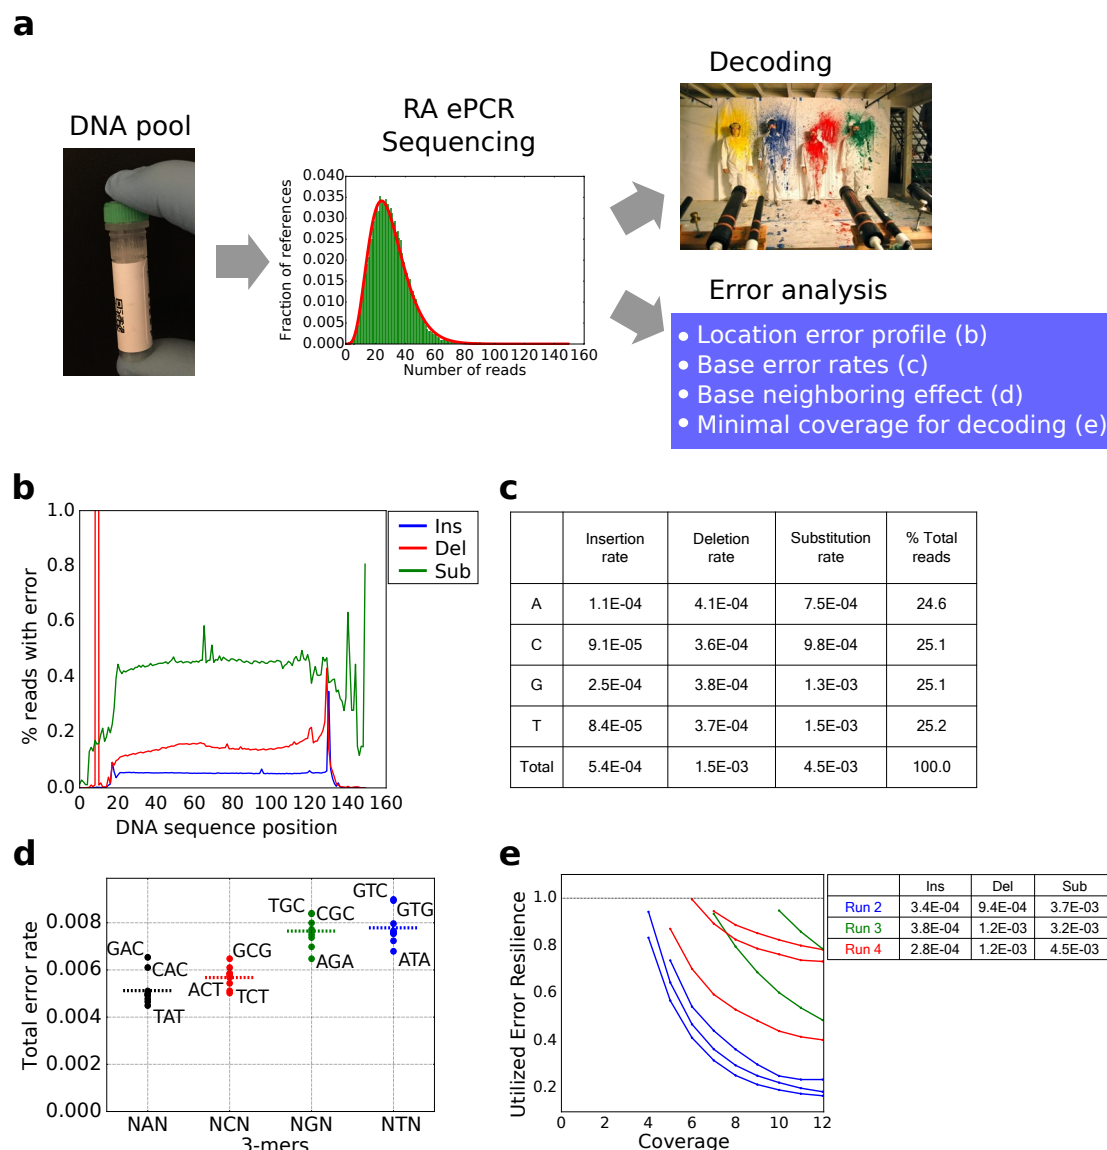 a
DNA pool
RA ePCR
Sequencing
Decoding
Fraction of references
0.040
0.035
0.030
0.025
0.020
0.015
0.010
0.005
0.000
0 20 40 60 80 100 120 140 160
Number of reads
Error analysis
• Location error profile (b)
• Base error rates (c)
• Base neighboring effect (d)
• Minimal coverage for decoding (e)
b
% reads with error
1.0
0.8
0.6
0.4
0.2
0.0
0 20 40 60 80 100 120 140 160
DNA sequence position
Ins
Del
Sub
c
Insertion rate Deletion rate Substitution rate % Total reads
A 1.1E-04 4.1E-04 7.5E-04 24.6
C 9.1E-05 3.6E-04 9.8E-04 25.1
G 2.5E-04 3.8E-04 1.3E-03 25.1
T 8.4E-05 3.7E-04 1.5E-03 25.2
Total 5.4E-04 1.5E-03 4.5E-03 100.0
d
Total error rate
0.008
0.006
0.004
0.002
0.000
GAC
CAC
TAT
GCG
ACT
TCT
TGC
CGC
AGA
GTC
GTG
ATA
NAN NCN NGN NTN
3-mers
e
Utilized Error Resilience
1.0
0.8
0.6
0.4
0.2
0 2 4 6 8 10 12
Coverage
Ins Del Sub
Run 2 3.4E-04 9.4E-04 3.7E-03
Run 3 3.8E-04 1.2E-03 3.2E-03
Run 4 2.8E-04 1.2E-03 4.5E-03